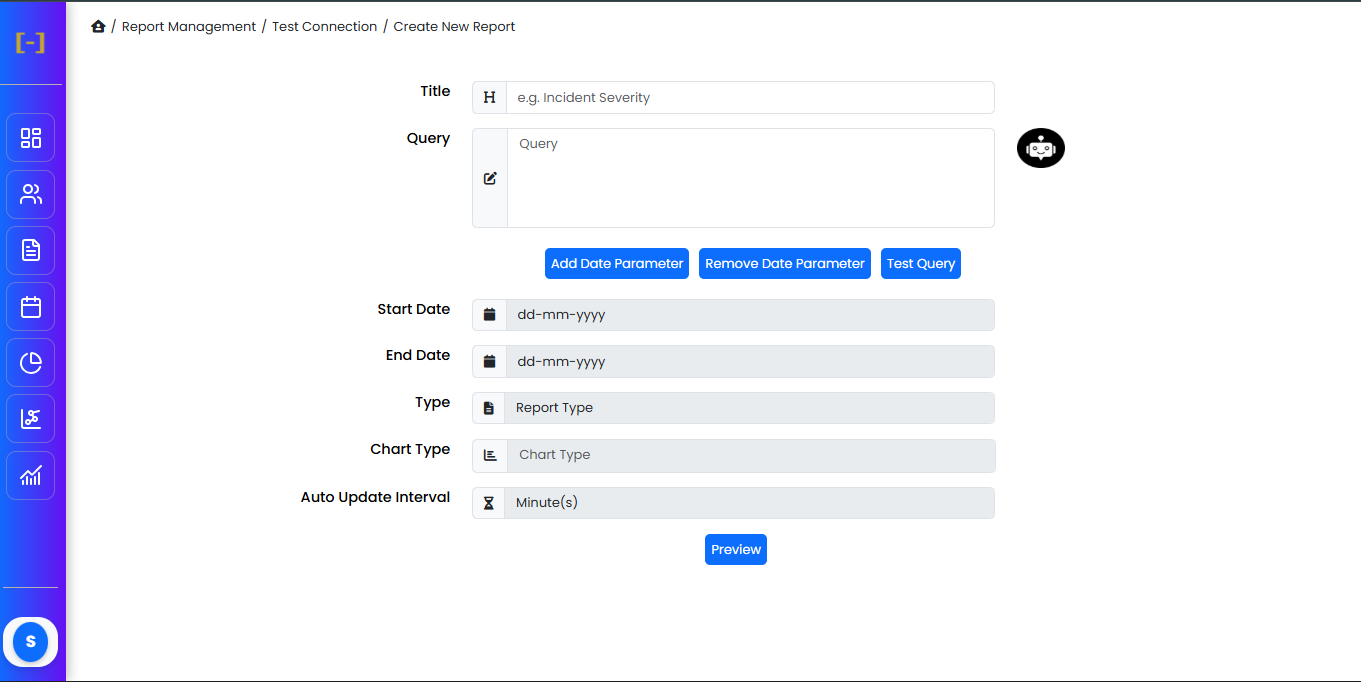 [-]
/ Report Management / Test Connection / Create New Report
Title
H
e.g. Incident Severity
Query
Query
Add Date Parameter Remove Date Parameter Test Query
Start Date
dd-mm-yyyy
End Date
dd-mm-yyyy
Type
Report Type
Chart Type
Chart Type
Auto Update Interval
Minute(s)
Preview
S